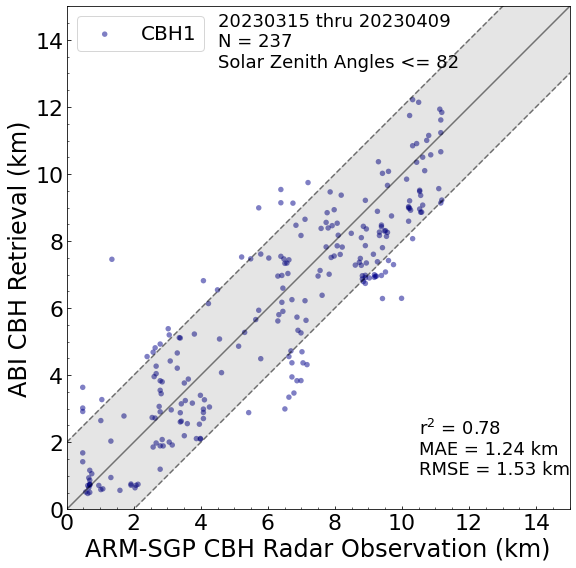 CBH1
20230315 thru 20230409
N = 237
Solar Zenith Angles <= 82
14
12
10
8
6
4
2
0
ABI CBH Retrieval (km)
r² = 0.78
MAE = 1.24 km
RMSE = 1.53 km
0 2 4 6 8 10 12 14
ARM-SGP CBH Radar Observation (km)